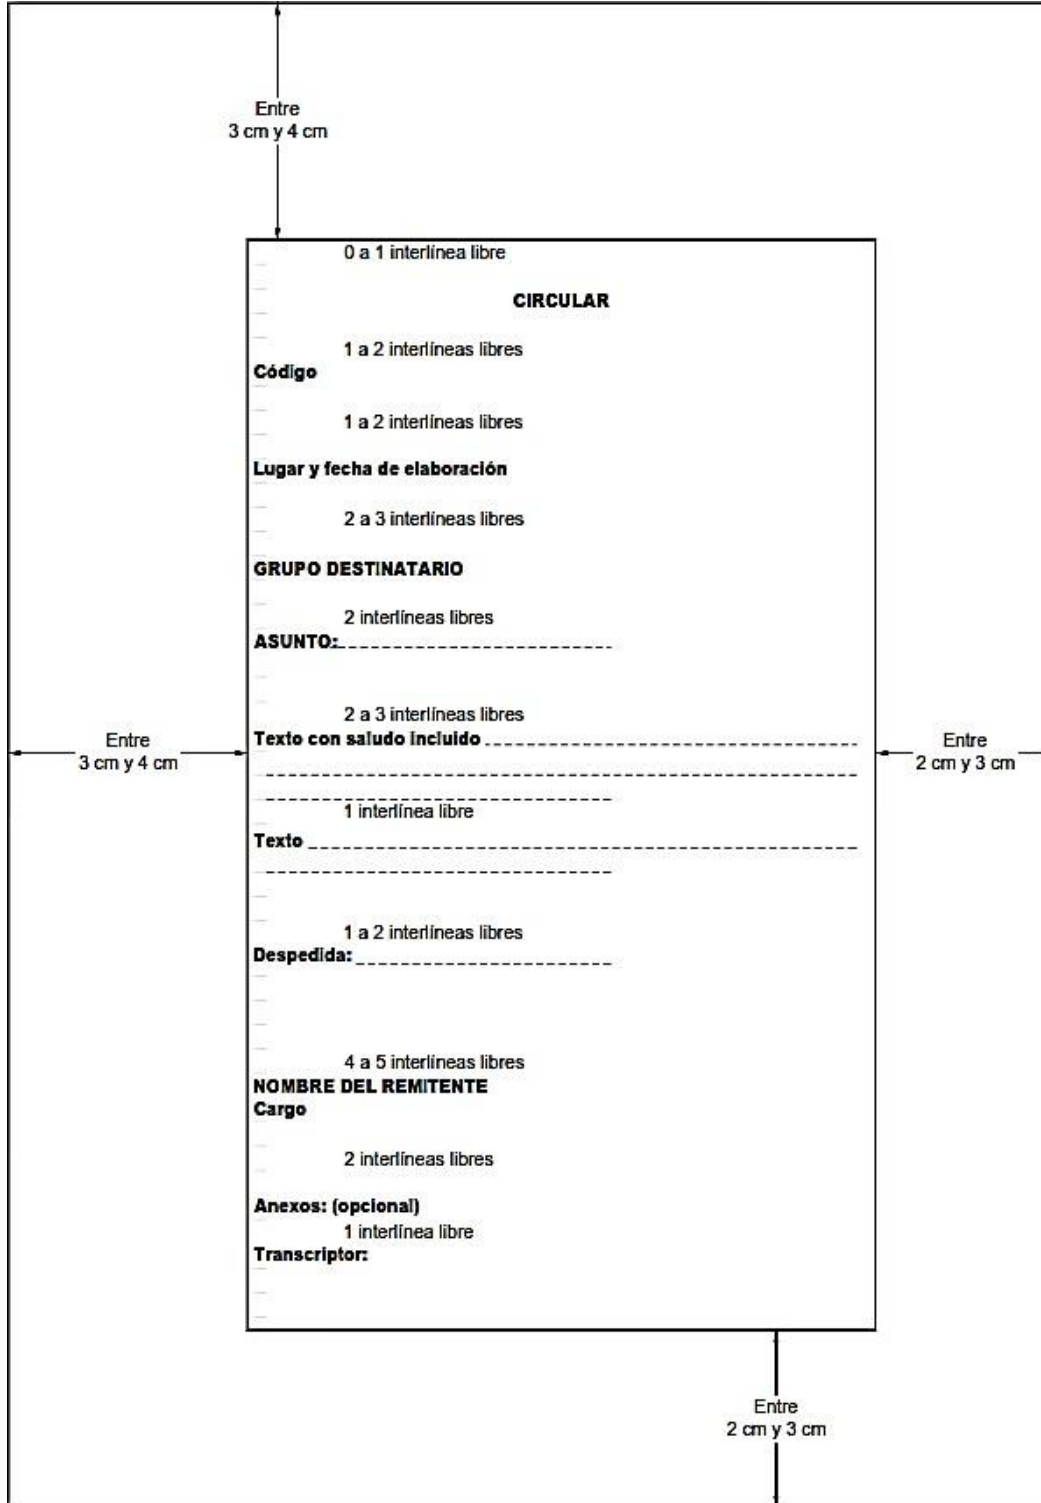 Entre
3 cm y 4 cm
0 a 1 interlínea libre
CIRCULAR
1 a 2 interlíneas libres
Código
1 a 2 interlíneas libres
Lugar y fecha de elaboración
2 a 3 interlíneas libres
GRUPO DESTINATARIO
2 interlíneas libres
ASUNTO:
2 a 3 interlíneas libres
Texto con saludo incluido
Entre
3 cm y 4 cm
Entre
2 cm y 3 cm
1 interlínea libre
Texto
1 a 2 interlíneas libres
Despedida:
4 a 5 interlíneas libres
NOMBRE DEL REMITENTE
Cargo
2 interlíneas libres
Anexos: (opcional)
1 interlínea libre
Transcriptor:
Entre
2 cm y 3 cm